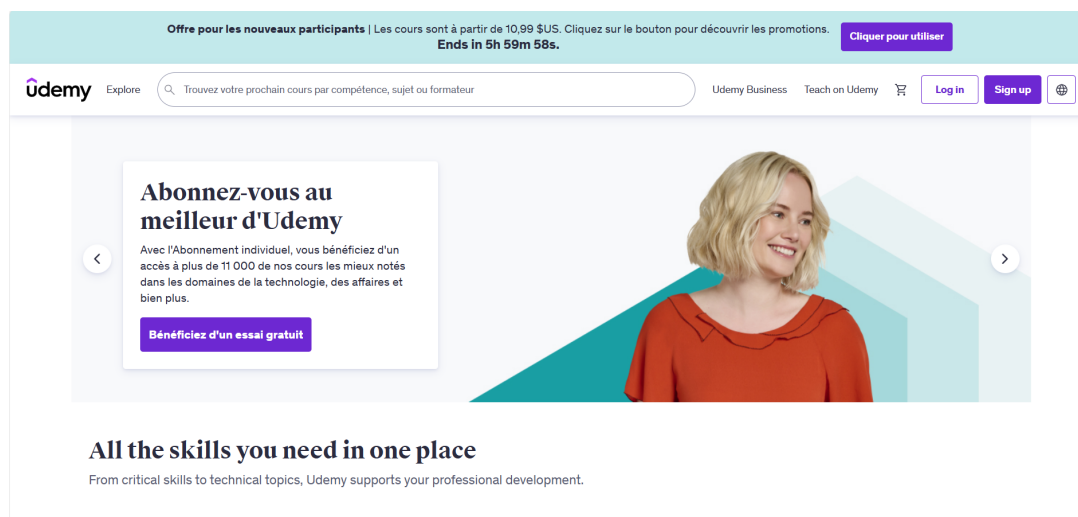 Offre pour les nouveaux participants | Les cours sont à partir de 10,99 $US. Cliquez sur le bouton pour découvrir les promotions.
Ends in 5h 59m 58s.
Cliquer pour utiliser
ûdemy
Explore
Trouvez votre prochain cours par compétence, sujet ou formateur
Udemy Business
Teach on Udemy
Log in
Sign up
Abonnez-vous au
meilleur d'Udemy
Avec l'Abonnement individuel, vous bénéficiez d'un
accès à plus de 11 000 de nos cours les mieux notés
dans les domaines de la technologie, des affaires et
bien plus.
Bénéficiez d'un essai gratuit
All the skills you need in one place
From critical skills to technical topics, Udemy supports your professional development.